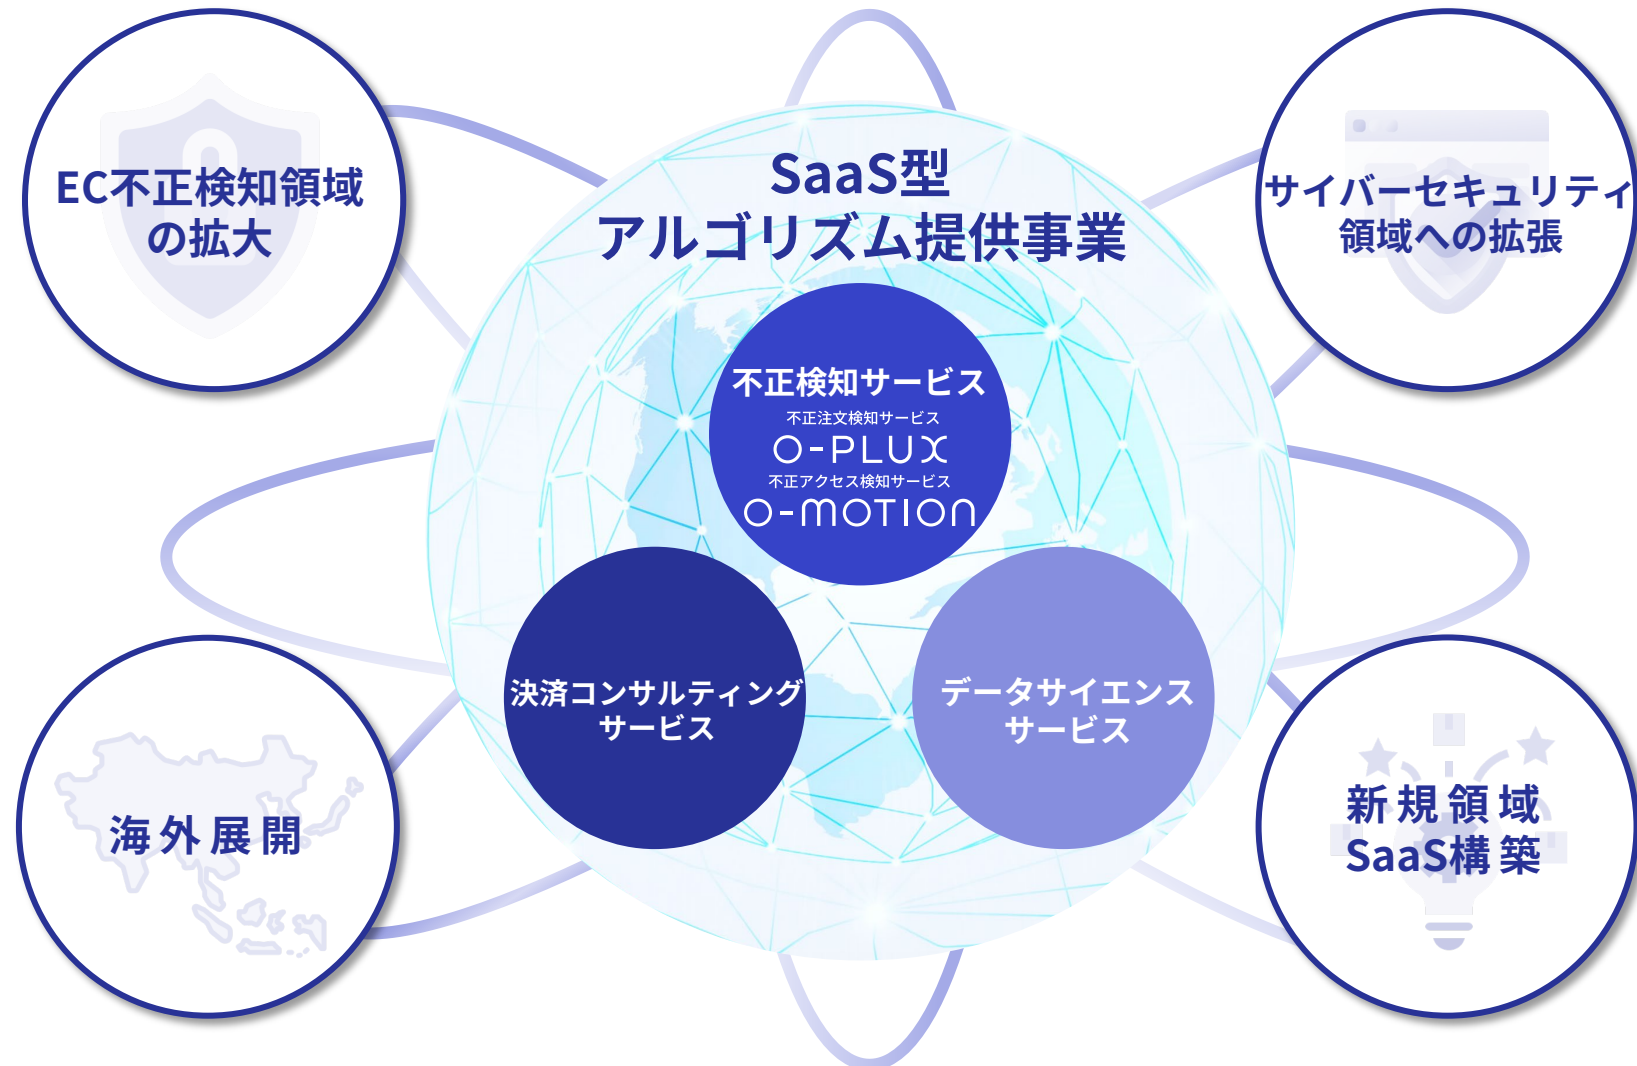 EC不正検知領域
の拡大
SaaS型
アルゴリズム提供事業
サイバーセキュリティ
領域への拡張
不正検知サービス
不正注文検知サービス
O-PLUX
不正アクセス検知サービス
O-MOTION
決済コンサルティング
サービス
データサイエンス
サービス
海外展開
新規領域
SaaS構築